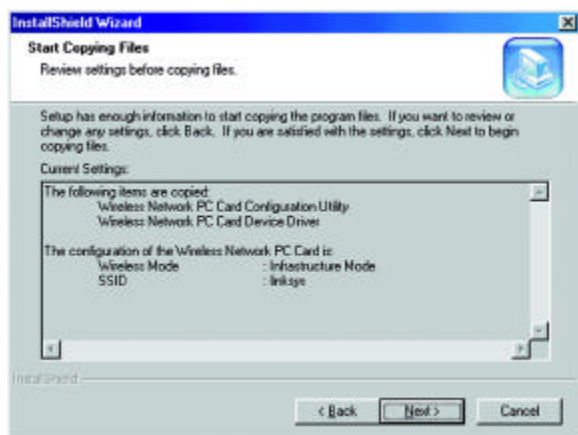 InstallShield Wizard
Start Copying Files
Review settings before copying files.
Setup has enough information to start copying the program files. If you want to review or
change any settings, click Back. If you are satisfied with the settings, click Next to begin
copying files.
Current Settings:
The following items are copied:
Wireless Network PC Card Configuration Utility
Wireless Network PC Card Device Driver
The configuration of the Wireless Network PC Card is:
Wireless Mode : Infrastructure Mode
SSID : linksys
InstallShield
< Back Next > Cancel